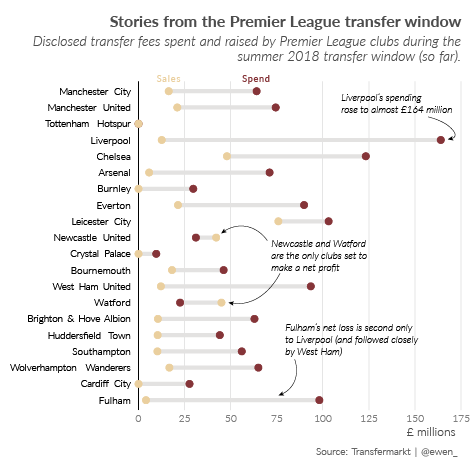 Stories from the Premier League transfer window
Disclosed transfer fees spent and raised by Premier League clubs during the
summer 2018 transfer window (so far).
Sales Spend
Manchester City
Manchester United
Tottenham Hotspur
Liverpool
Chelsea
Arsenal
Burnley
Everton
Leicester City
Newcastle United
Crystal Palace
Bournemouth
West Ham United
Watford
Brighton & Hove Albion
Huddersfield Town
Southampton
Wolverhampton Wanderers
Cardiff City
Fulham
Liverpool's spending
rose to almost £164 million
Newcastle and Watford
are the only clubs set to
make a net profit
Fulham's net loss is second only
to Liverpool (and followed closely
by West Ham)
0 25 50 75 100 125 150 175
£ millions
Source: Transfermarkt | @ewen_